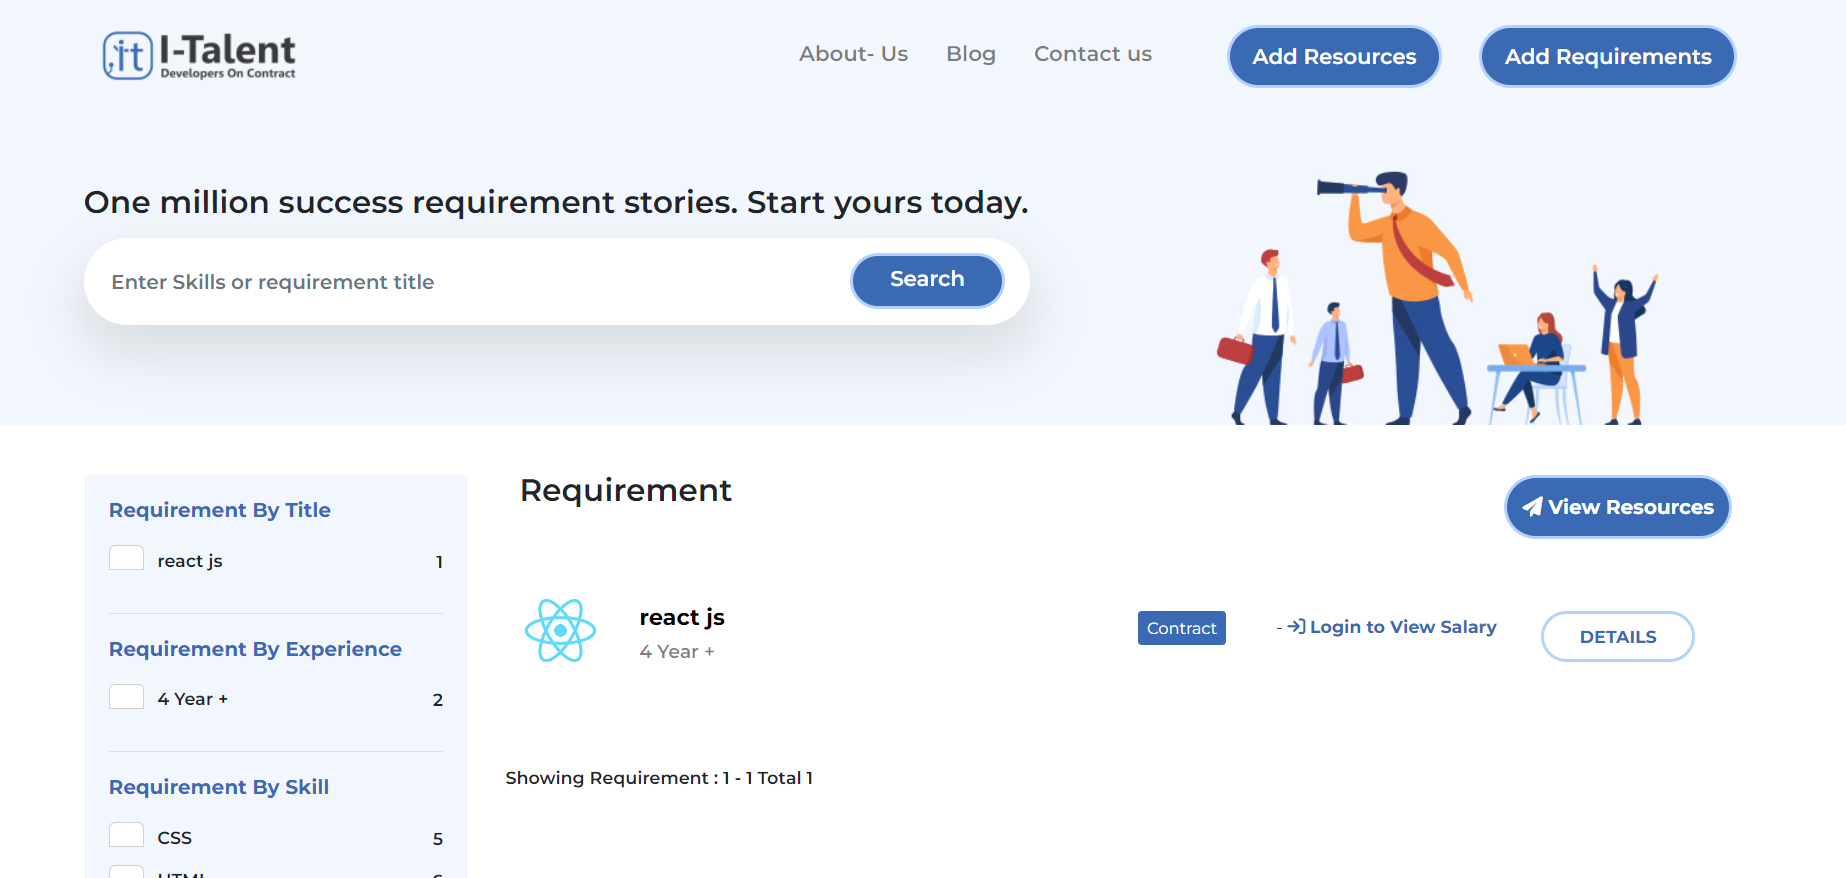 .it I-Talent
Developers On Contract
About- Us Blog Contact us Add Resources Add Requirements
One million success requirement stories. Start yours today.
Enter Skills or requirement title Search
Requirement By Title
react js 1
Requirement By Experience
4 Year + 2
Requirement By Skill
CSS 5
Requirement
View Resources
react js
4 Year +
Contract
- Login to View Salary
DETAILS
Showing Requirement : 1 - 1 Total 1